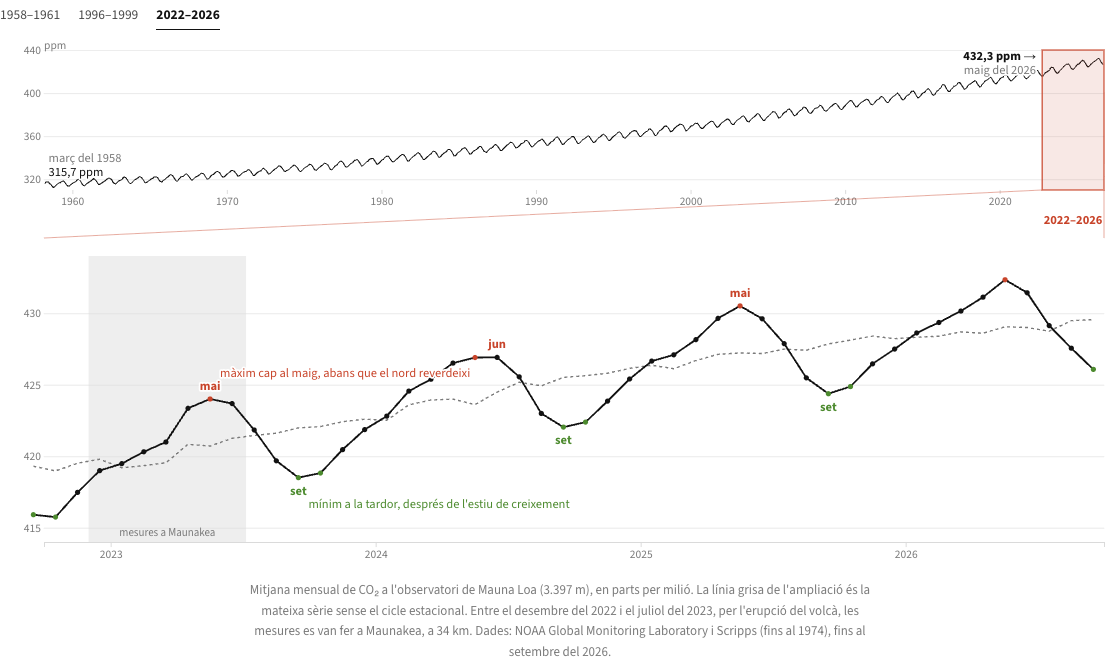 1958–1961 1996–1999 2022–2026
ppm
440
432,3 ppm →
maig del 2026
400
360
març del 1958
315,7 ppm
320
1960 1970 1980 1990 2000 2010 2020
2022–2026
430
mai
jun
màxim cap al maig, abans que el nord reverdeixi
mai
425
set
set
420
set
mínim a la tardor, després de l'estiu de creixement
415
mesures a Maunakea
2023 2024 2025 2026
Mitjana mensual de CO₂ a l'observatori de Mauna Loa (3.397 m), en parts per milió. La línia grisa de l'ampliació és la
mateixa sèrie sense el cicle estacional. Entre el desembre del 2022 i el juliol del 2023, per l'erupció del volcà, les
mesures es van fer a Maunakea, a 34 km. Dades: NOAA Global Monitoring Laboratory i Scripps (fins al 1974), fins al
setembre del 2026.